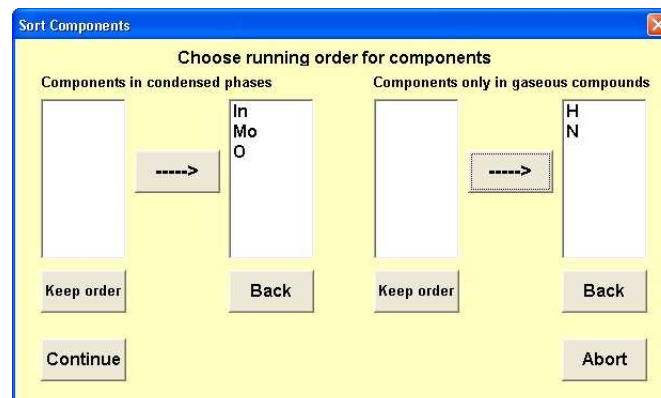 Sort Components
Choose running order for components
Components in condensed phases
Components only in gaseous compounds
In
Mo
O
H
N
----->
----->
Keep order
Back
Keep order
Back
Continue
Abort